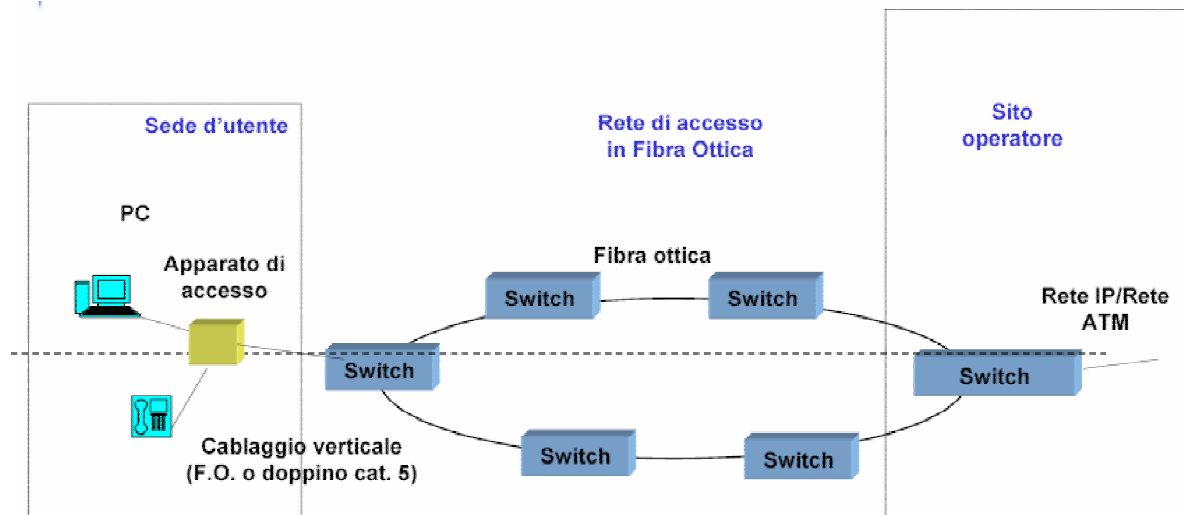 Sede d'utente
Rete di accesso
in Fibra Ottica
Sito
operatore
PC
Apparato di
accesso
Fibra ottica
Switch
Switch
Rete IP/Rete
ATM
Switch
Switch
Cablaggio verticale
(F.O. o doppino cat. 5)
Switch
Switch